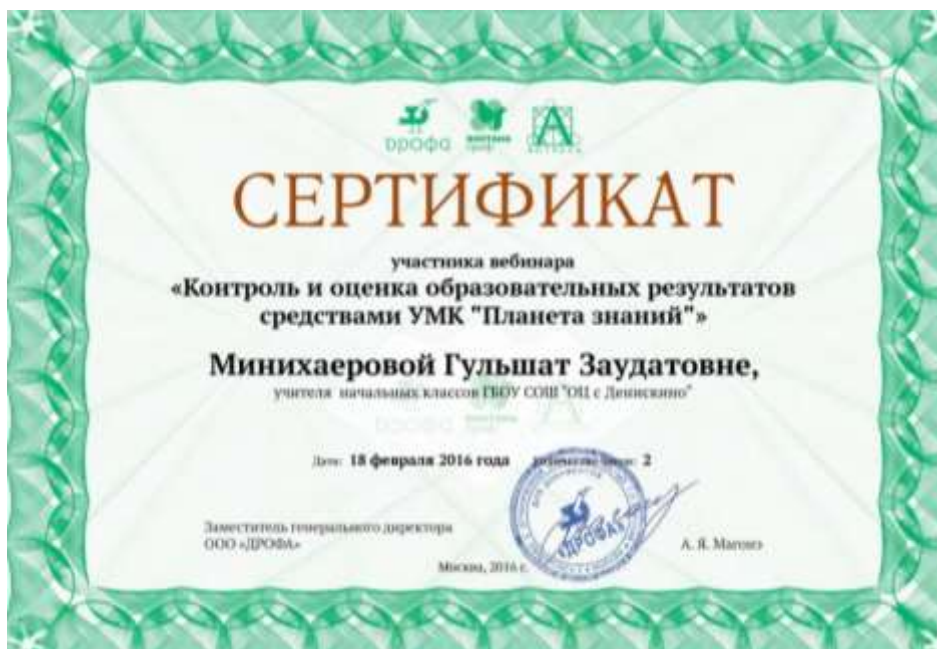 дрофа
СЕРТИФИКАТ
участника вебинара
«Контроль и оценка образовательных результатов
средствами УМК "Планета знаний"»
Минихаеровой Гульшат Заудатовне,
учителя начальных классов ГБОУ СОШ "ОЦ с Денискино"
Дата: 18 февраля 2016 года 2
Заместитель генерального директора
ООО «ДРОФА»
«ДРОФА»
А. Я.
Москва, 2016 г.